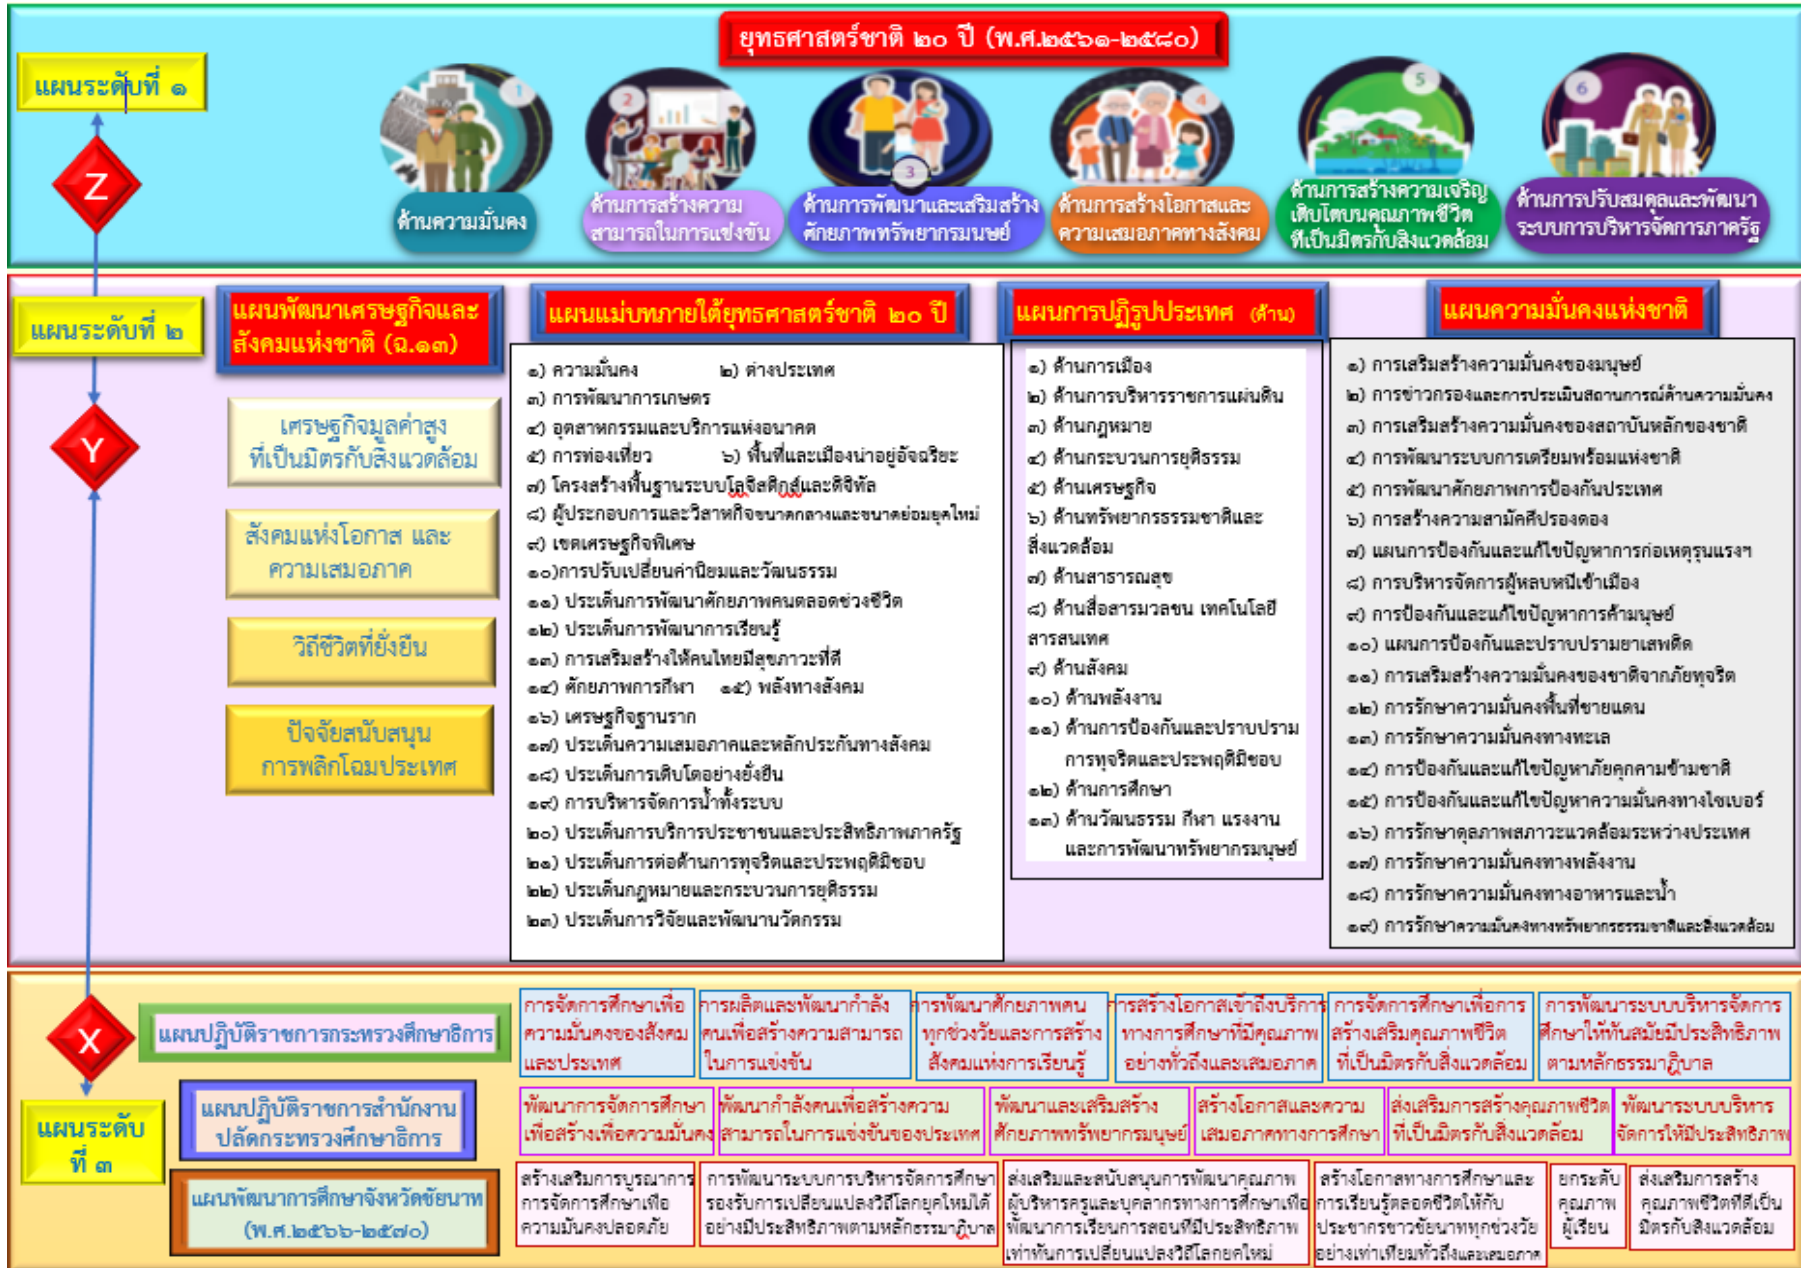 ยุทธศาสตร์ชาติ ๒๐ ปี (พ.ศ.๒๕๖๑-๒๕๘๐)
แผนระดับที่ ๑
Z
1
2
3
4
5
6
ด้านความมั่นคง
ด้านการสร้างความ
สามารถในการแข่งขัน
ด้านการพัฒนาและเสริมสร้าง
ศักยภาพทรัพยากรมนุษย์
ด้านการสร้างโอกาสและ
ความเสมอภาคทางสังคม
ด้านการสร้างความเจริญ
เติบโตบนคุณภาพชีวิต
ที่เป็นมิตรกับสิ่งแวดล้อม
ด้านการปรับสมดุลและพัฒนา
ระบบการบริหารจัดการภาครัฐ
แผนระดับที่ ๒
Y
แผนพัฒนาเศรษฐกิจและ
สังคมแห่งชาติ (ฉ.๑๓)
เศรษฐกิจมูลค่าสูง
ที่เป็นมิตรกับสิ่งแวดล้อม
สังคมแห่งโอกาส และ
ความเสมอภาค
วิถีชีวิตที่ยั่งยืน
ปัจจัยสนับสนุน
การพลิกโฉมประเทศ
แผนแม่บทภายใต้ยุทธศาสตร์ชาติ ๒๐ ปี
๑) ความมั่นคง ๒) ต่างประเทศ
๓) การพัฒนาการเกษตร
๔) อุตสาหกรรมและบริการแห่งอนาคต
๕) การท่องเที่ยว ๖) พื้นที่และเมืองน่าอยู่อัจฉริยะ
๗) โครงสร้างพื้นฐานระบบโลจิสติกส์และดิจิทัล
๘) ผู้ประกอบการและวิสาหกิจขนาดกลางและขนาดย่อมยุคใหม่
๙) เขตเศรษฐกิจพิเศษ
๑๐)การปรับเปลี่ยนค่านิยมและวัฒนธรรม
๑๑) ประเด็นการพัฒนาศักยภาพคนตลอดช่วงชีวิต
๑๒) ประเด็นการพัฒนาการเรียนรู้
๑๓) การเสริมสร้างให้คนไทยมีสุขภาวะที่ดี
๑๔) ศักยภาพการกีฬา ๑๕) พลังทางสังคม
๑๖) เศรษฐกิจฐานราก
๑๗) ประเด็นความเสมอภาคและหลักประกันทางสังคม
๑๘) ประเด็นการเติบโตอย่างยั่งยืน
๑๙) การบริหารจัดการน้ำทั้งระบบ
๒๐) ประเด็นการบริการประชาชนและประสิทธิภาพภาครัฐ
๒๑) ประเด็นการต่อต้านการทุจริตและประพฤติมิชอบ
๒๒) ประเด็นกฎหมายและกระบวนการยุติธรรม
๒๓) ประเด็นการวิจัยและพัฒนานวัตกรรม
แผนการปฏิรูปประเทศ (ด้าน)
๑) ด้านการเมือง
๒) ด้านการบริหารราชการแผ่นดิน
๓) ด้านกฎหมาย
๔) ด้านกระบวนการยุติธรรม
๕) ด้านเศรษฐกิจ
๖) ด้านทรัพยากรธรรมชาติและ
สิ่งแวดล้อม
๗) ด้านสาธารณสุข
๘) ด้านสื่อสารมวลชน เทคโนโลยี
สารสนเทศ
๙) ด้านสังคม
๑๐) ด้านพลังงาน
๑๑) ด้านการป้องกันและปราบปราม
การทุจริตและประพฤติมิชอบ
๑๒) ด้านการศึกษา
๑๓) ด้านวัฒนธรรม กีฬา แรงงาน
และการพัฒนาทรัพยากรมนุษย์
แผนความมั่นคงแห่งชาติ
๑) การเสริมสร้างความมั่นคงของมนุษย์
๒) การข่าวกรองและการประเมินสถานการณ์ด้านความมั่นคง
๓) การเสริมสร้างความมั่นคงของสถาบันหลักของชาติ
๔) การพัฒนาระบบการเตรียมพร้อมแห่งชาติ
๕) การพัฒนาศักยภาพการป้องกันประเทศ
๖) การสร้างความสามัคคีปรองดอง
๗) แผนการป้องกันและแก้ไขปัญหาการก่อเหตุรุนแรงฯ
๘) การบริหารจัดการผู้หลบหนีเข้าเมือง
๙) การป้องกันและแก้ไขปัญหาการค้ามนุษย์
๑๐) แผนการป้องกันและปราบปรามยาเสพติด
๑๑) การเสริมสร้างความมั่นคงของชาติจากภัยทุจริต
๑๒) การรักษาความมั่นคงพื้นที่ชายแดน
๑๓) การรักษาความมั่นคงทางทะเล
๑๔) การป้องกันและแก้ไขปัญหาภัยคุกคามข้ามชาติ
๑๕) การป้องกันและแก้ไขปัญหาความมั่นคงทางไซเบอร์
๑๖) การรักษาดุลภาพสภาวะแวดล้อมระหว่างประเทศ
๑๗) การรักษาความมั่นคงทางพลังงาน
๑๘) การรักษาความมั่นคงทางอาหารและน้ำ
๑๙) การรักษาความมั่นคงทางทรัพยากรธรรมชาติและสิ่งแวดล้อม
X
แผนระดับ
ที่ ๓
แผนปฏิบัติราชการกระทรวงศึกษาธิการ
การจัดการศึกษาเพื่อ
ความมั่นคงของสังคม
และประเทศ
การผลิตและพัฒนากำลัง
คนเพื่อสร้างความสามารถ
ในการแข่งขัน
การพัฒนาศักยภาพคน
ทุกช่วงวัยและการสร้าง
สังคมแห่งการเรียนรู้
การสร้างโอกาสเข้าถึงบริการ
ทางการศึกษาที่มีคุณภาพ
อย่างทั่วถึงและเสมอภาค
การจัดการศึกษาเพื่อการ
สร้างเสริมคุณภาพชีวิต
ที่เป็นมิตรกับสิ่งแวดล้อม
การพัฒนาระบบบริหารจัดการ
ศึกษาให้ทันสมัยมีประสิทธิภาพ
ตามหลักธรรมาภิบาล
แผนปฏิบัติราชการสำนักงาน
ปลัดกระทรวงศึกษาธิการ
พัฒนาการจัดการศึกษา
เพื่อสร้างเพื่อความมั่นคง
พัฒนากำลังคนเพื่อสร้างความ
สามารถในการแข่งขันของประเทศ
พัฒนาและเสริมสร้าง
ศักยภาพทรัพยากรมนุษย์
สร้างโอกาสและความ
เสมอภาคทางการศึกษา
ส่งเสริมการสร้างคุณภาพชีวิต
ที่เป็นมิตรกับสิ่งแวดล้อม
พัฒนาระบบบริหาร
จัดการให้มีประสิทธิภาพ
แผนพัฒนาการศึกษาจังหวัดชัยนาท
(พ.ศ.๒๕๖๖-๒๕๗๐)
สร้างเสริมการบูรณาการ
การจัดการศึกษาเพื่อ
ความมั่นคงปลอดภัย
การพัฒนาระบบการบริหารจัดการศึกษา
รองรับการเปลี่ยนแปลงวิถีโลกยุคใหม่ได้
อย่างมีประสิทธิภาพตามหลักธรรมาภิบาล
ส่งเสริมและสนับสนุนการพัฒนาคุณภาพ
ผู้บริหารครูและบุคลากรทางการศึกษาเพื่อ
พัฒนาการเรียนการสอนที่มีประสิทธิภาพ
เท่าทันการเปลี่ยนแปลงวิถีโลกยุคใหม่
สร้างโอกาสทางการศึกษาและ
การเรียนรู้ตลอดชีวิตให้กับ
ประชากรชาวชัยนาททุกช่วงวัย
อย่างเท่าเทียมทั่วถึงและเสมอภาค
ยกระดับ
คุณภาพ
ผู้เรียน
ส่งเสริมการสร้าง
คุณภาพชีวิตที่ดีเป็น
มิตรกับสิ่งแวดล้อม